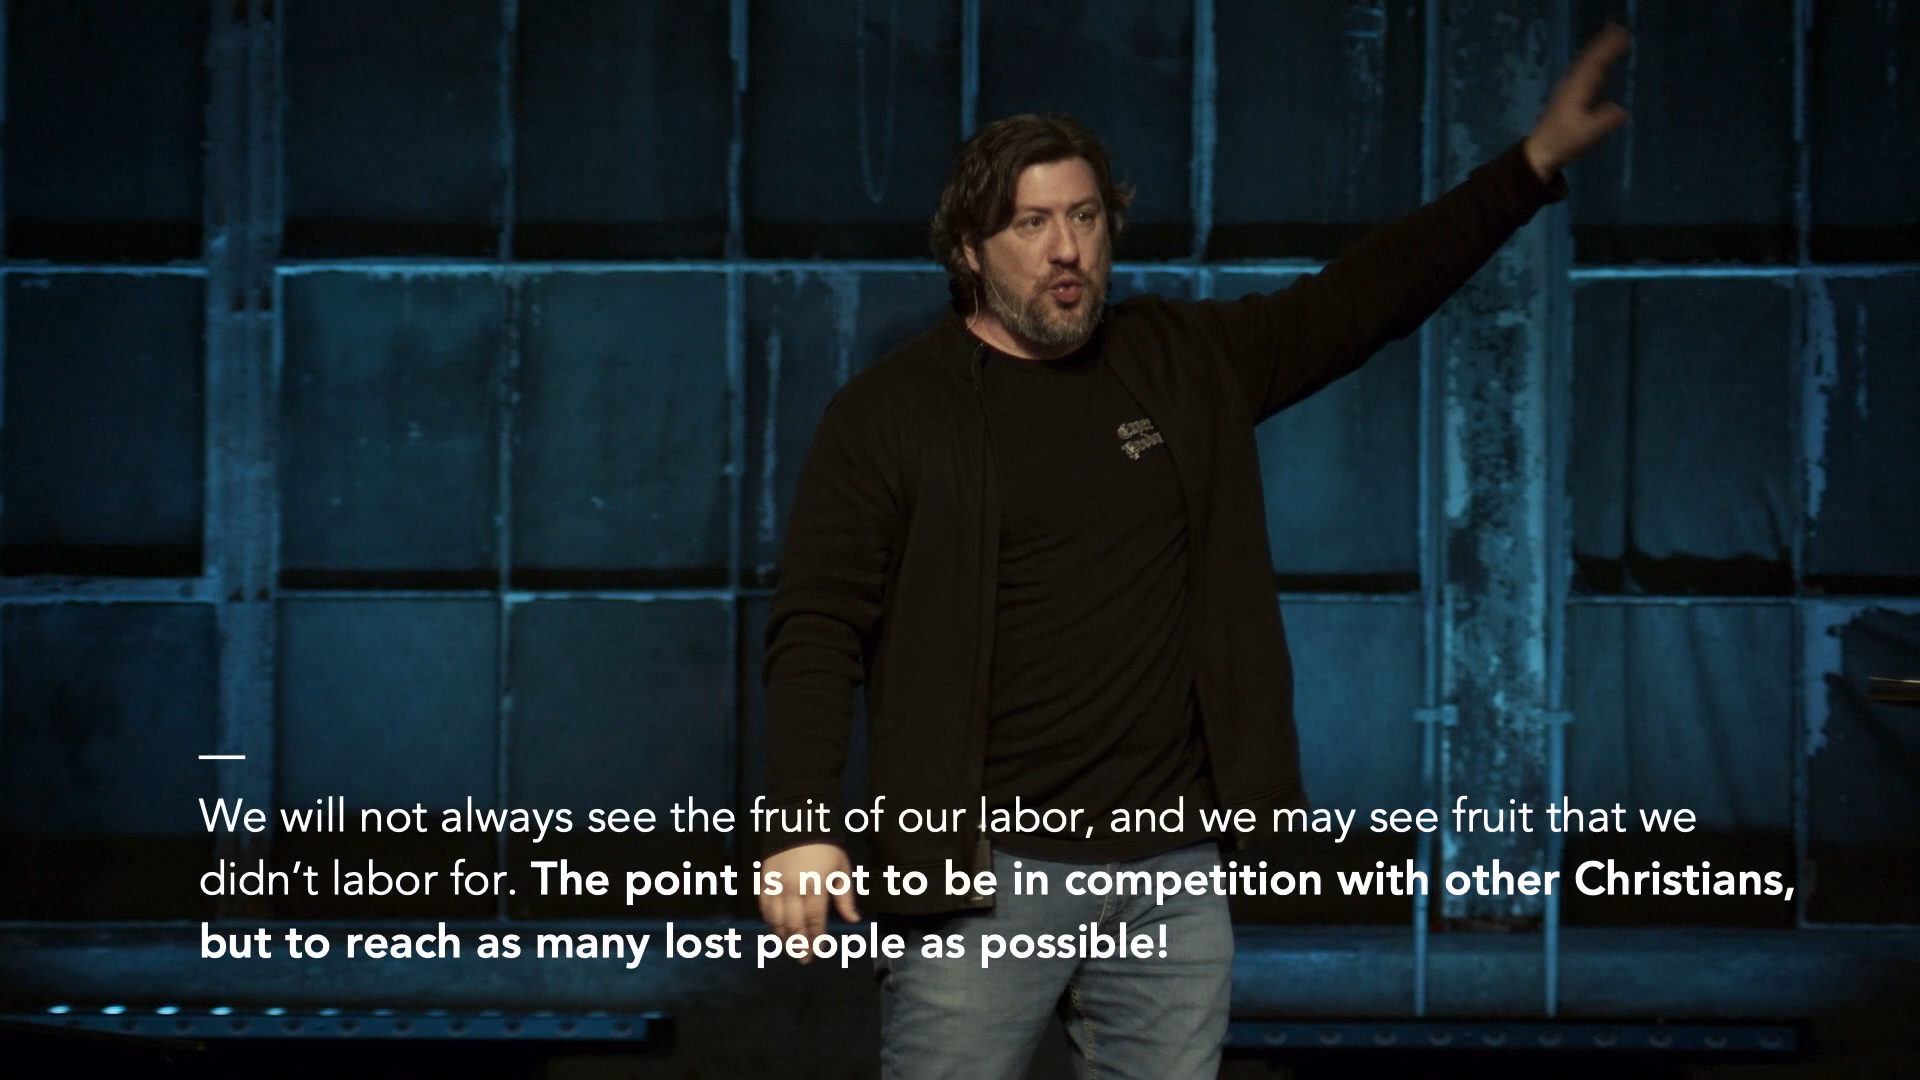 We will not always see the fruit of our labor, and we may see fruit that we
didn't labor for. The point is not to be in competition with other Christians,
but to reach as many lost people as possible!